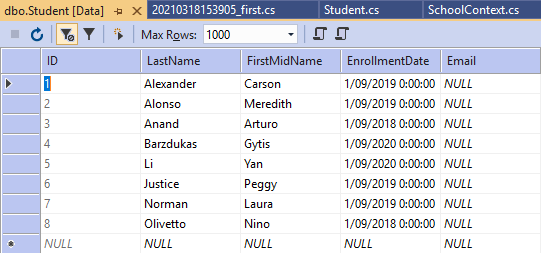 dbo.Student [Data] 20210318153905_first.cs Student.cs SchoolContext.cs
Max Rows: 1000
ID LastName FirstMidName EnrollmentDate Email
1 Alexander Carson 1/09/2019 0:00:00 NULL
2 Alonso Meredith 1/09/2019 0:00:00 NULL
3 Anand Arturo 1/09/2018 0:00:00 NULL
4 Barzdukas Gytis 1/09/2020 0:00:00 NULL
5 Li Yan 1/09/2020 0:00:00 NULL
6 Justice Peggy 1/09/2019 0:00:00 NULL
7 Norman Laura 1/09/2019 0:00:00 NULL
8 Olivetto Nino 1/09/2018 0:00:00 NULL
NULL NULL NULL NULL NULL